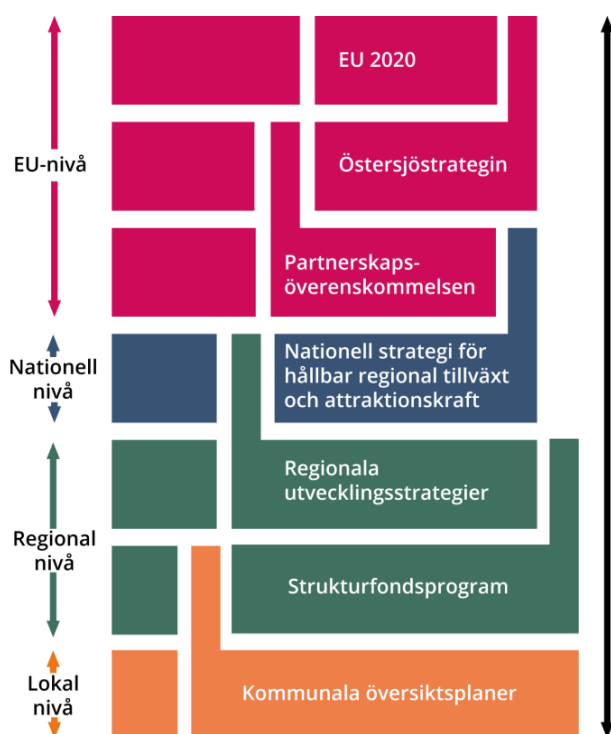 EU 2020
EU-nivå
Östersjöstrategin
Partnerskaps-
överenskommelsen
Nationell
nivå
Nationell strategi för
hållbar regional tillväxt
och attraktionskraft
Regional
nivå
Regionala
utvecklingsstrategier
Strukturfondsprogram
Lokal
nivå
Kommunala översiktsplaner